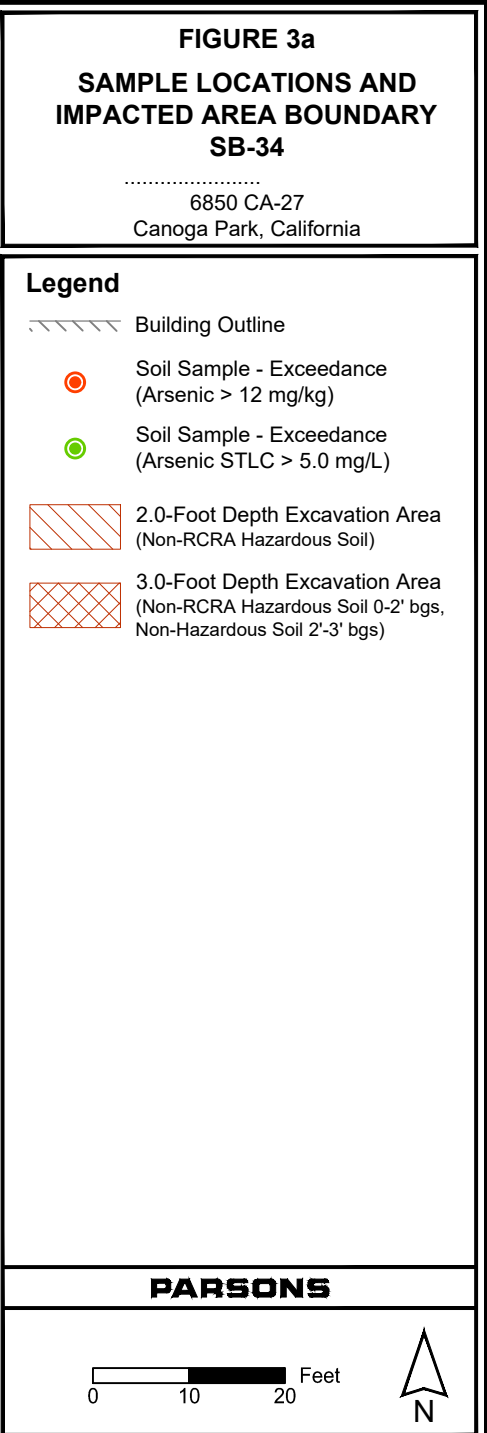 FIGURE 3a
SAMPLE LOCATIONS AND
IMPACTED AREA BOUNDARY
SB-34
.......................
6850 CA-27
Canoga Park, California
Legend
Building Outline
Soil Sample - Exceedance
(Arsenic > 12 mg/kg)
Soil Sample - Exceedance
(Arsenic STLC > 5.0 mg/L)
2.0-Foot Depth Excavation Area
(Non-RCRA Hazardous Soil)
3.0-Foot Depth Excavation Area
(Non-RCRA Hazardous Soil 0-2' bgs,
Non-Hazardous Soil 2'-3' bgs)
PARSONS
Feet
0 10 20
N